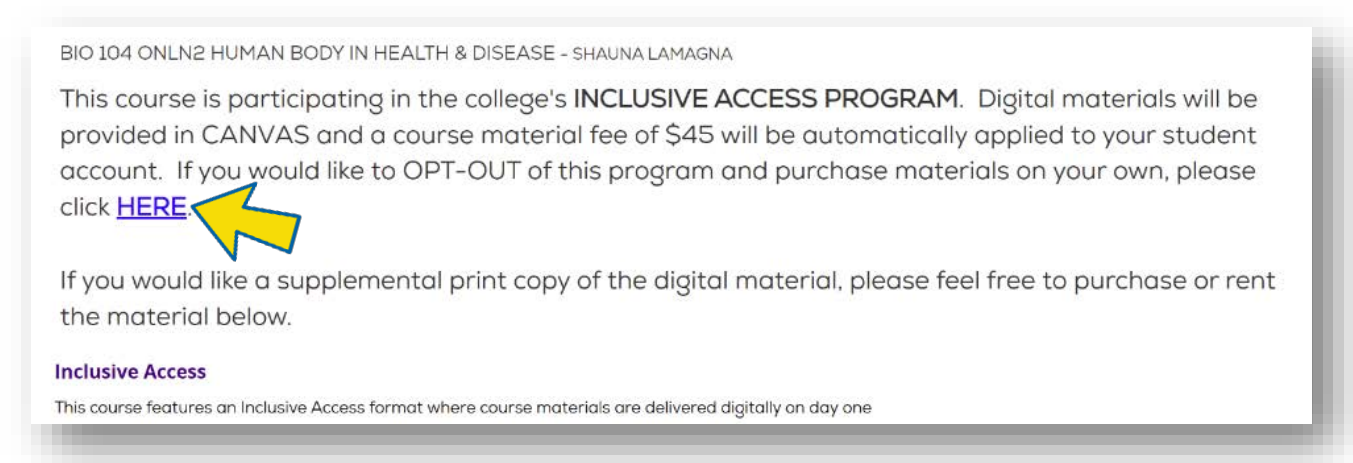 BIO 104 ONLN2 HUMAN BODY IN HEALTH & DISEASE - SHAUNA LAMAGNA
This course is participating in the college's INCLUSIVE ACCESS PROGRAM. Digital materials will be
provided in CANVAS and a course material fee of $45 will be automatically applied to your student
account. If you would like to OPT-OUT of this program and purchase materials on your own, please
click HERE.
If you would like a supplemental print copy of the digital material, please feel free to purchase or rent
the material below.
Inclusive Access
This course features an Inclusive Access format where course materials are delivered digitally on day one